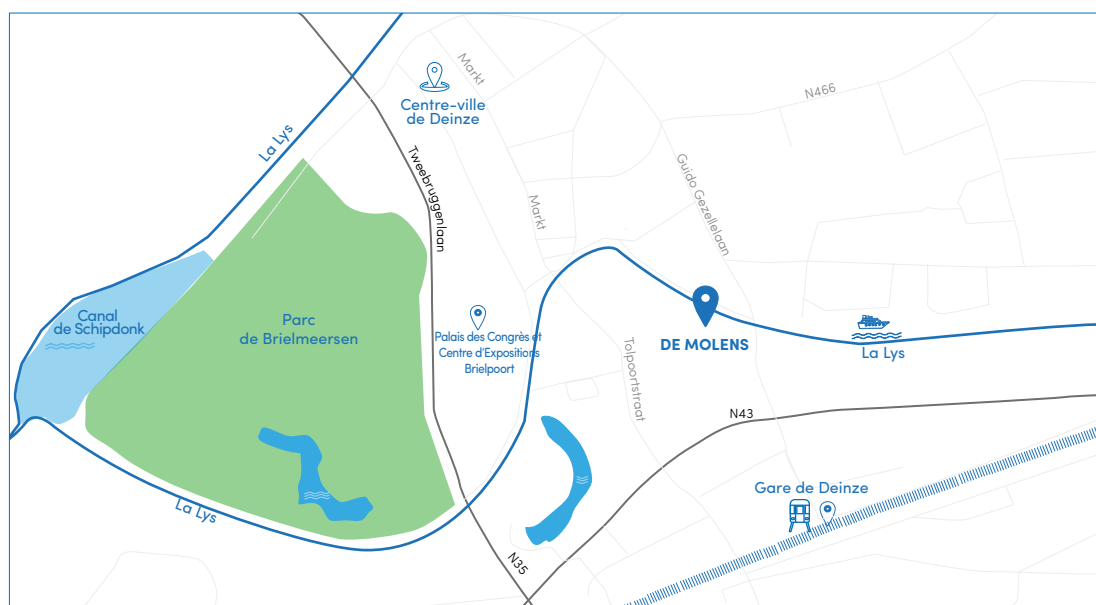 Markt
Centre-ville
de Deinze
N466
La Lys
Tweebruggenlaan
Guido Gezellelaan
Markt
Canal
de Schipdonk
Parc
de Brielmeersen
Palais des Congrès et
Centre d'Expositions
Brielpoort
DE MOLENS
La Lys
Tolpoortstraat
N43
Gare de Deinze
La Lys
N35